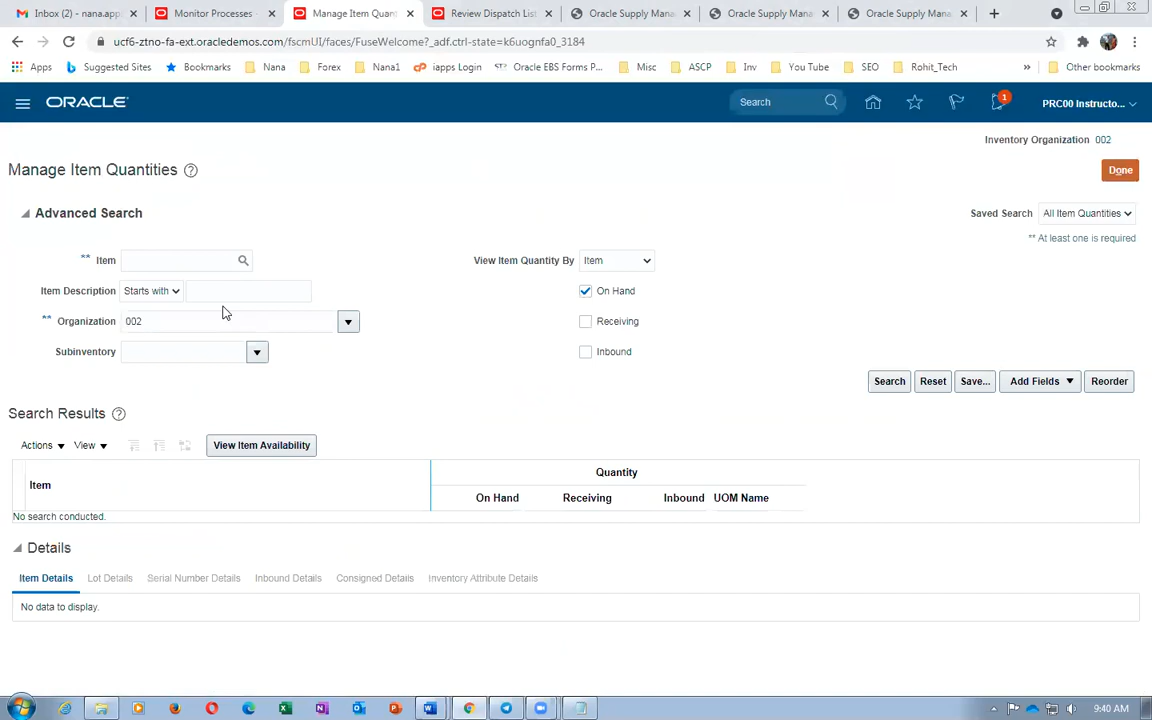 Inbox (2) - nana.app
Monitor Processes -
Manage Item Quan
Review Dispatch List
Oracle Supply Mana
Oracle Supply Mana
Oracle Supply Mana
ucf6-ztno-fa-ext.oracledemos.com/fscmUI/faces/FuseWelcome?_adf.ctrl-state=k6uognfa0_3184
Apps
Suggested Sites
Bookmarks
Nana
Forex
Nana1
iapps Login
Oracle EBS Forms P...
Misc
ASCP
Inv
You Tube
SEO
Rohit_Tech
»
Other bookmarks
ORACLE
Search
1
PRC00 Instructo...
Inventory Organization 002
Manage Item Quantities
Done
Advanced Search
Saved Search All Item Quantities
** At least one is required
** Item
View Item Quantity By Item
Item Description Starts with
On Hand
** Organization 002
Receiving
Subinventory
Inbound
Search
Reset
Save...
Add Fields
Reorder
Search Results
Actions
View
View Item Availability
Item
Quantity
On Hand
Receiving
Inbound
UOM Name
No search conducted.
Details
Item Details
Lot Details
Serial Number Details
Inbound Details
Consigned Details
Inventory Attribute Details
No data to display.
9:40 AM